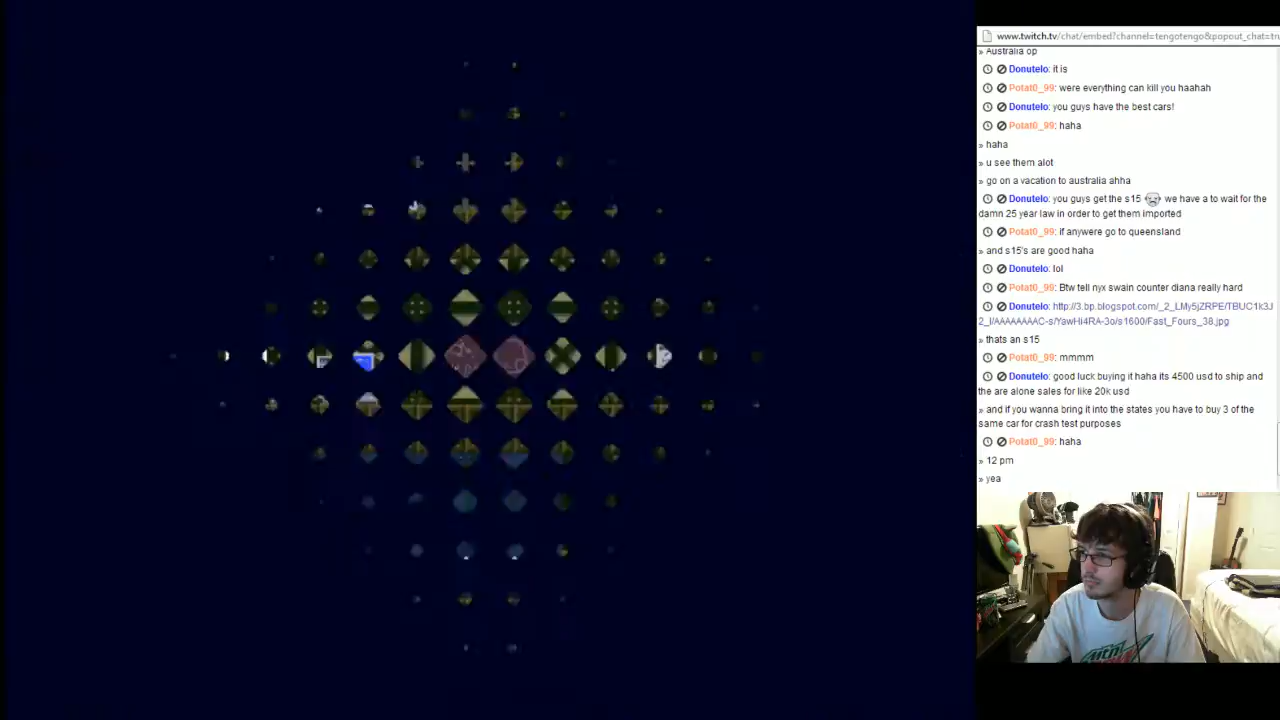 www.twitch.tv/chat/embed?channel=tengotengo&popout_chat=tru
» Australia op
Donutelo: it is
Potat0_99: were everything can kill you haahah
Donutelo: you guys have the best cars!
Potat0_99: haha
» haha
» u see them alot
» go on a vacation to australia ahha
Donutelo: you guys get the s15 we have a to wait for the
damn 25 year law in order to get them imported
Potat0_99: if anywere go to queensland
» and s15's are good haha
Donutelo: lol
Potat0_99: Btw tell nyx swain counter diana really hard
Donutelo: http://3.bp.blogspot.com/_2_LMy5jZRPE/TBUC1k3J
2_I/AAAAAAAAC-s/YawHi4RA-3o/s1600/Fast_Fours_38.jpg
» thats an s15
Potat0_99: mmmm
Donutelo: good luck buying it haha its 4500 usd to ship and
the are alone sales for like 20k usd
» and if you wanna bring it into the states you have to buy 3 of the
same car for crash test purposes
Potat0_99: haha
» 12 pm
» yea
mtn